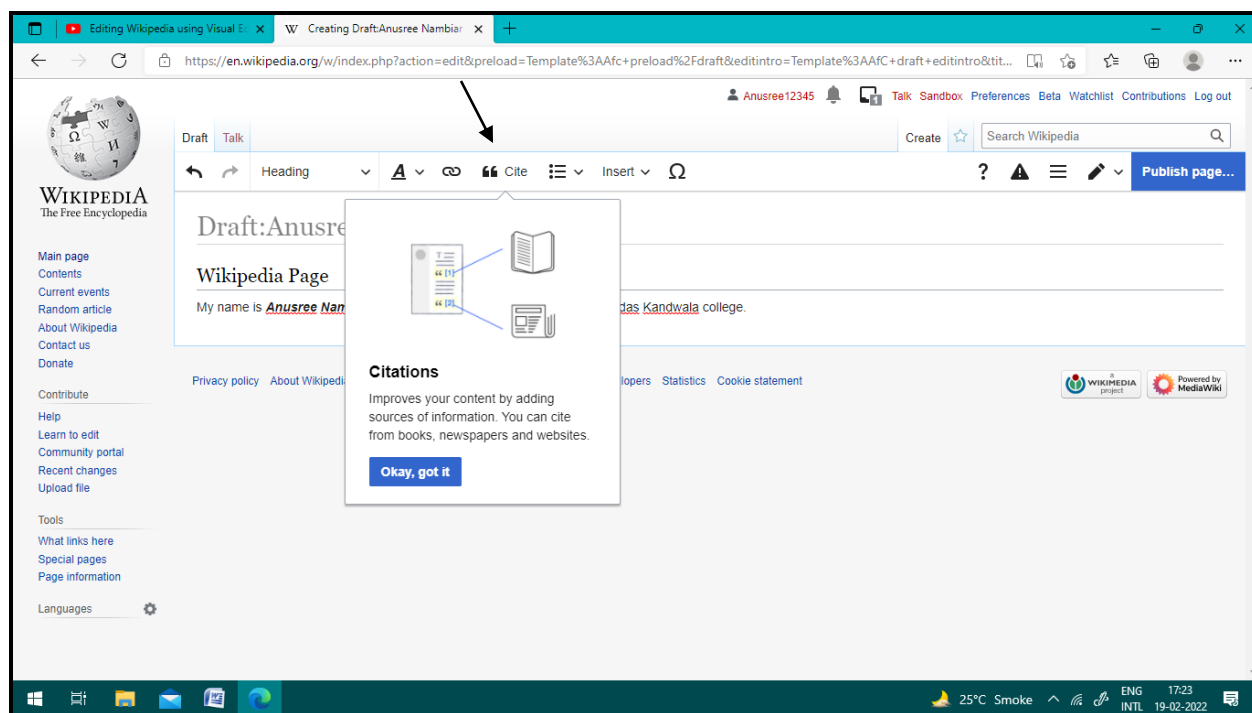 Editing Wikipedia using Visual Ed
W Creating Draft:Anusree Nambiar
https://en.wikipedia.org/w/index.php?action=edit&preload=Template%3AAfc+preload%2Fdraft&editintro=Template%3AAfC+draft+editintro&tit...
Anusree12345 1 Talk Sandbox Preferences Beta Watchlist Contributions Log out
Draft Talk Create Search Wikipedia
Heading A Cite Insert Ω ? Publish page...
WIKIPEDIA
The Free Encyclopedia
Draft:Anusre
Wikipedia Page
My name is Anusree Nam das Kandwala college.
Main page
Contents
Current events
Random article
About Wikipedia
Contact us
Donate
Contribute
Help
Learn to edit
Community portal
Recent changes
Upload file
Tools
What links here
Special pages
Page information
Languages
[1]
[2]
Citations
Improves your content by adding
sources of information. You can cite
from books, newspapers and websites.
Okay, got it
Privacy policy About Wikipedi lopers Statistics Cookie statement
A WIKIMEDIA project
Powered by MediaWiki
25°C Smoke ENG INTL 17:23 19-02-2022